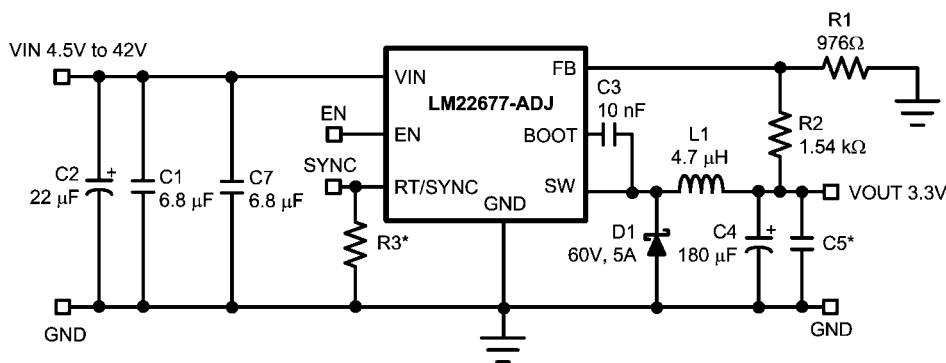 VIN 4.5V to 42V
R1
976Ω
VIN
FB
LM22677-ADJ
C3
10 nF
EN
EN
BOOT
R2
1.54 kΩ
L1
4.7 μH
SYNC
RT/SYNC
SW
GND
VOUT 3.3V
C2
22 μF
+
C1
6.8 μF
C7
6.8 μF
R3*
D1
60V, 5A
C4
180 μF
+
C5*
GND
GND